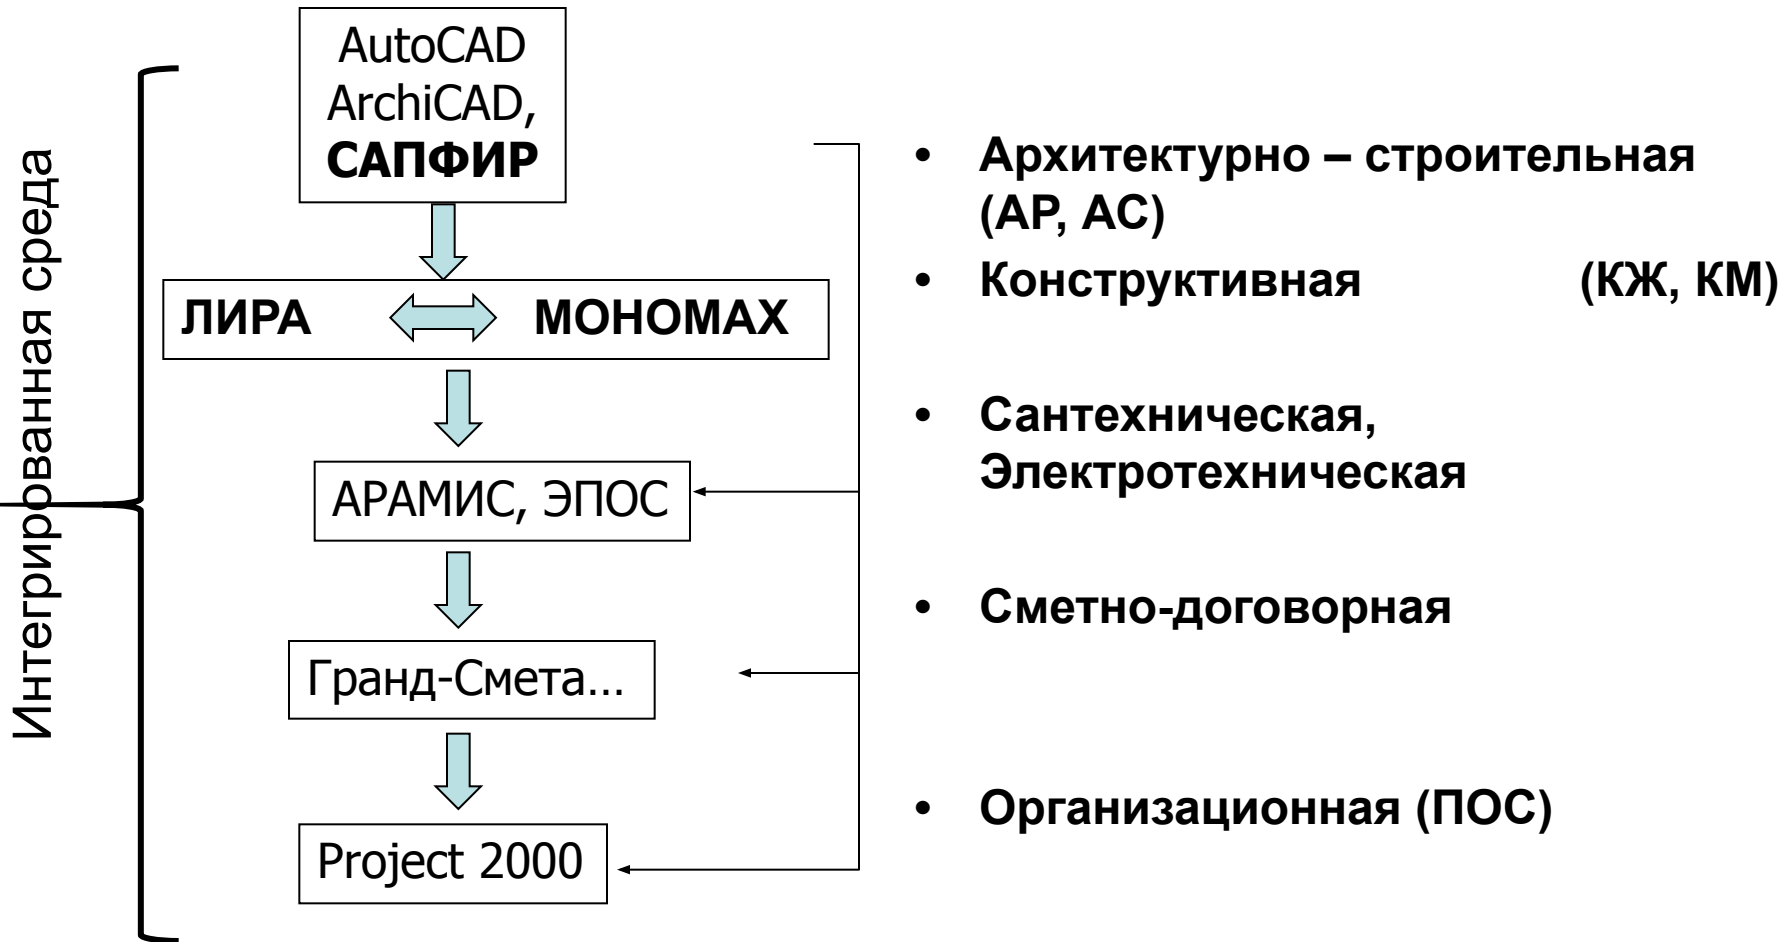 Интегрированная среда
AutoCAD
ArchiCAD,
САПФИР
ЛИРА МОНОМАХ
АРАМИС, ЭПОС
Гранд-Смета...
Project 2000
• Архитектурно – строительная
(АР, АС)
• Конструктивная (КЖ, КМ)
• Сантехническая,
Электротехническая
• Сметно-договорная
• Организационная (ПОС)